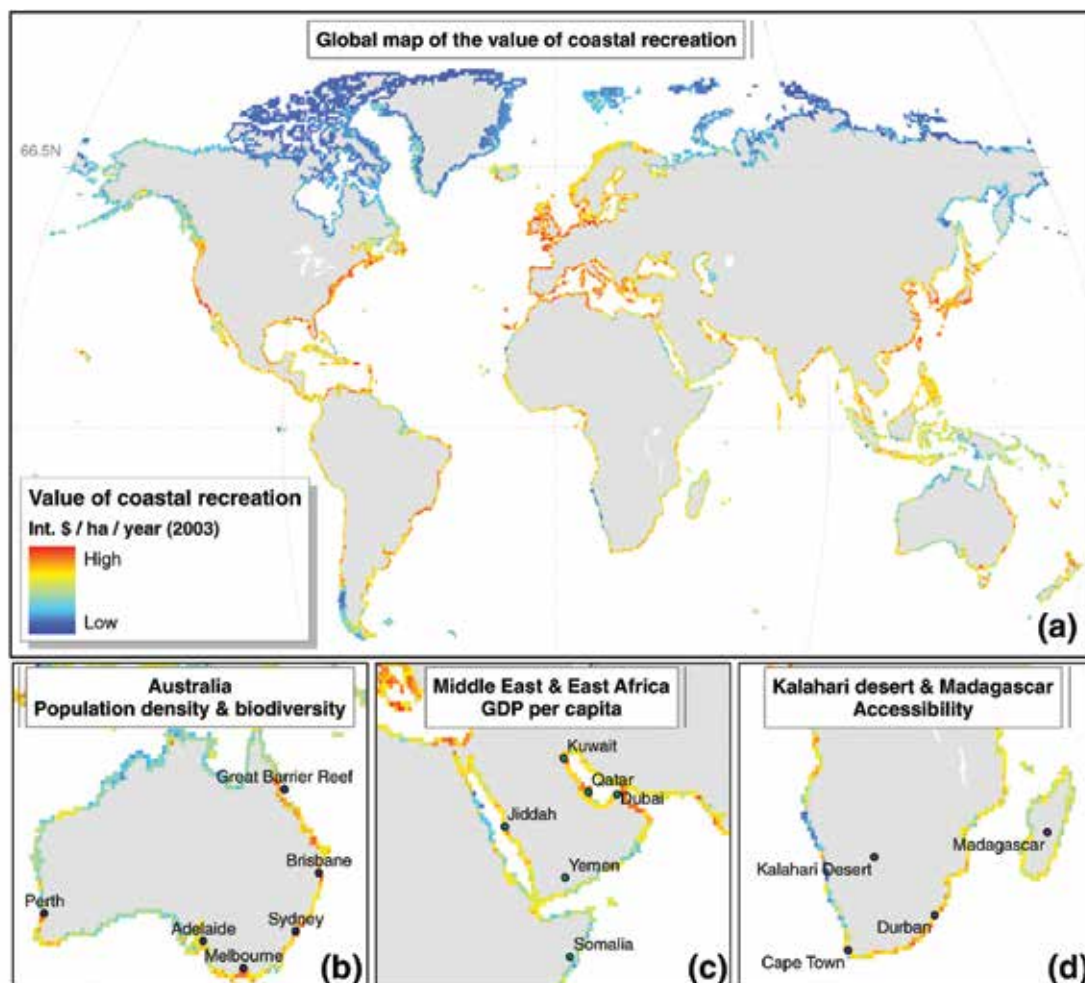 Global map of the value of coastal recreation
66.5N
Value of coastal recreation
Int. $ / ha / year (2003)
High
Low
(a)
Australia
Population density & biodiversity
Great Barrier Reef
Brisbane
Perth
Sydney
Adelaide
Melbourne
(b)
Middle East & East Africa
GDP per capita
Kuwait
Qatar
Dubai
Jiddah
Yemen
Somalia
(c)
Kalahari desert & Madagascar
Accessibility
Madagascar
Kalahari Desert
Durban
Cape Town
(d)